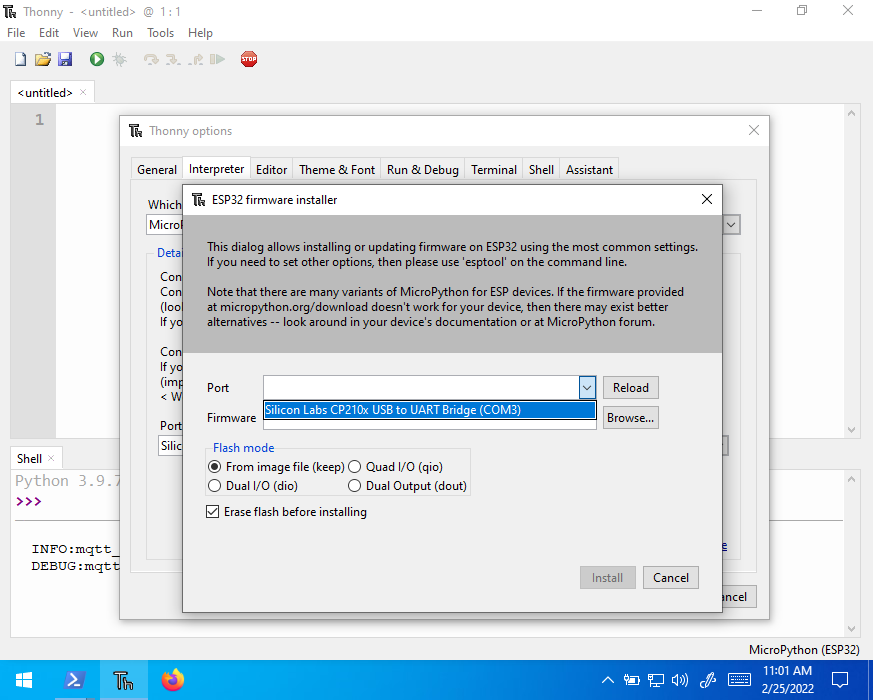 Thonny - <untitled> @ 1 : 1
File Edit View Run Tools Help
STOP
<untitled>
1
Thonny options
General Interpreter Editor Theme & Font Run & Debug Terminal Shell Assistant
Which
MicroP
Detai
Con
Con
(loo
If yo
Con
If yo
(imp
< W
Port
Silic
ESP32 firmware installer
This dialog allows installing or updating firmware on ESP32 using the most common settings.
If you need to set other options, then please use 'esptool' on the command line.
Note that there are many variants of MicroPython for ESP devices. If the firmware provided
at micropython.org/download doesn't work for your device, then there may exist better
alternatives -- look around in your device's documentation or at MicroPython forum.
Port Reload
Silicon Labs CP210x USB to UART Bridge (COM3)
Firmware Browse...
Flash mode
From image file (keep) Quad I/O (qio)
Dual I/O (dio) Dual Output (dout)
Erase flash before installing
Install Cancel
ancel
Shell
Python 3.9.7
>>>
INFO:mqtt_
DEBUG:mqtt
MicroPython (ESP32)
Th
11:01 AM
2/25/2022